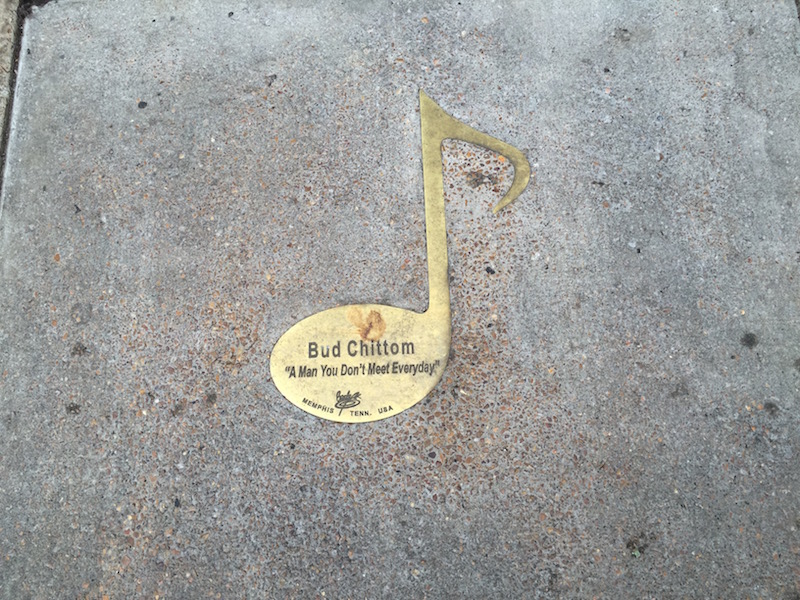 Bud Chittom
"A Man You Don't Meet Everyday"
MEMPHIS TENN. USA